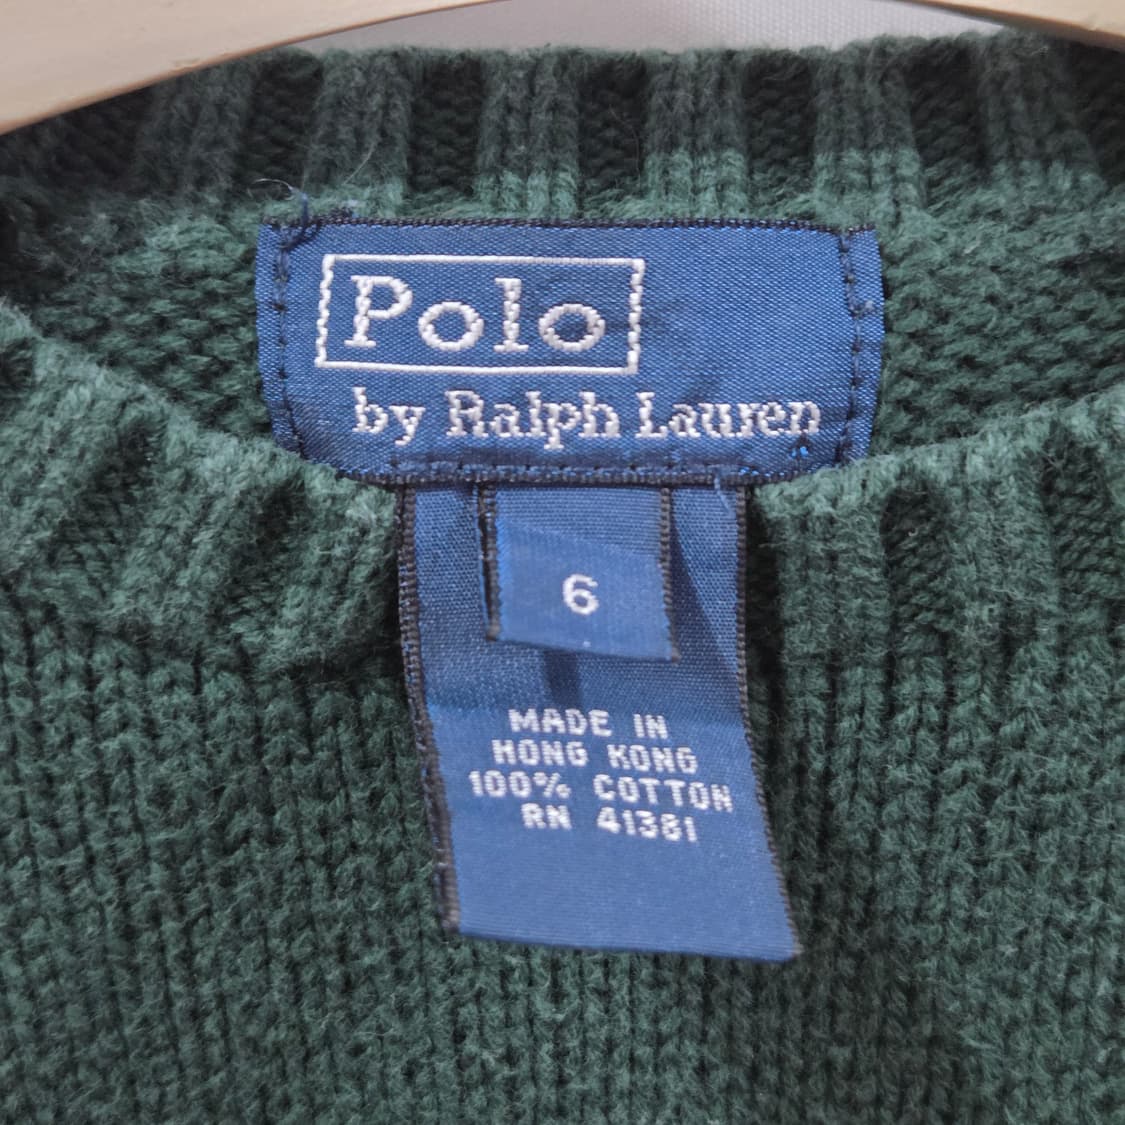 Polo
by Ralph Lauren
6
MADE IN
HONG KONG
100% COTTON
RN 41381